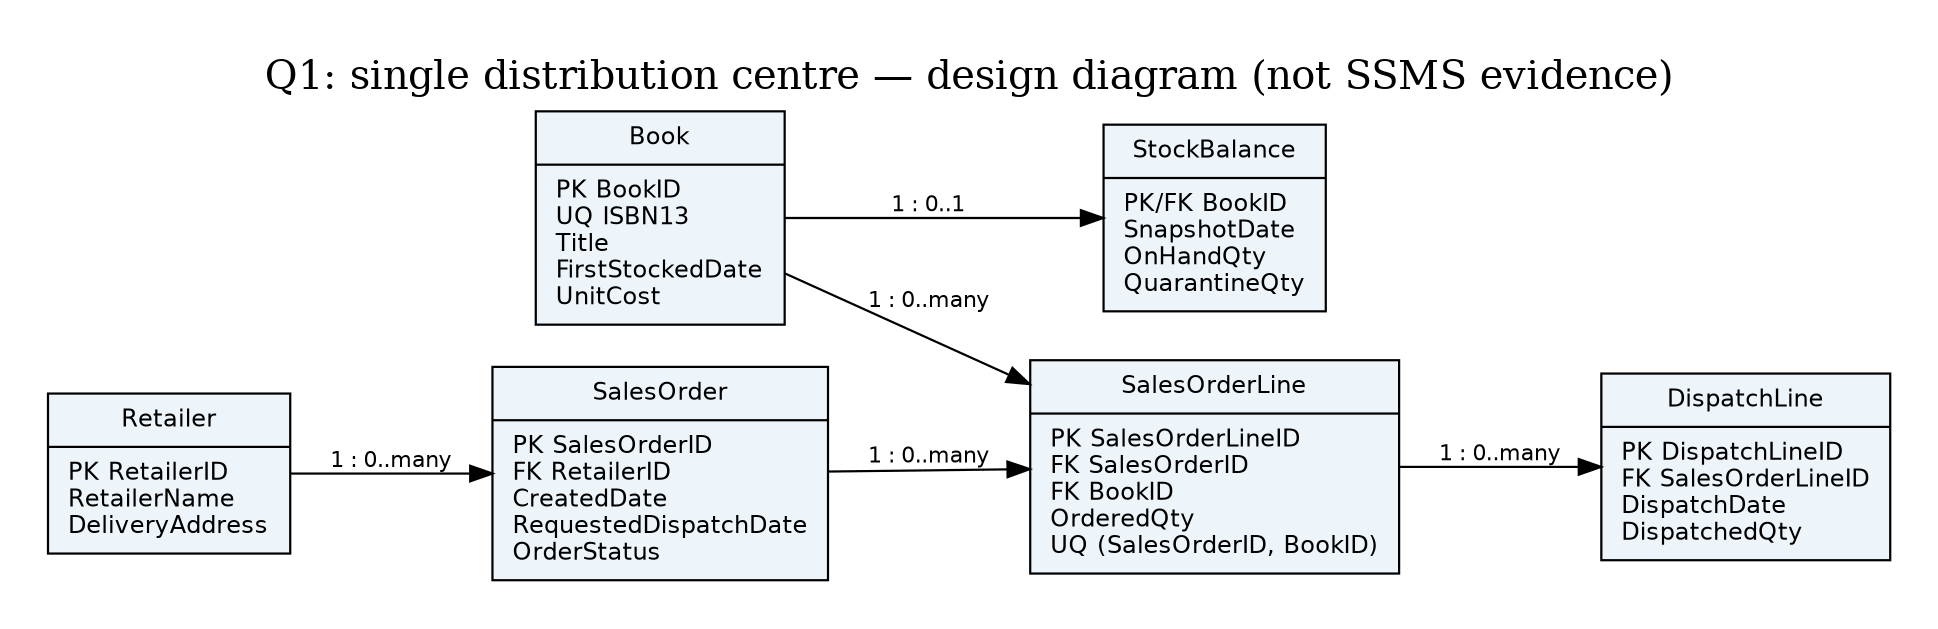 Q1: single distribution centre — design diagram (not SSMS evidence)
Book
PK BookID
UQ ISBN13
Title
FirstStockedDate
UnitCost
1 : 0..1
StockBalance
PK/FK BookID
SnapshotDate
OnHandQty
QuarantineQty
1 : 0..many
Retailer
PK RetailerID
RetailerName
DeliveryAddress
1 : 0..many
SalesOrder
PK SalesOrderID
FK RetailerID
CreatedDate
RequestedDispatchDate
OrderStatus
1 : 0..many
SalesOrderLine
PK SalesOrderLineID
FK SalesOrderID
FK BookID
OrderedQty
UQ (SalesOrderID, BookID)
1 : 0..many
DispatchLine
PK DispatchLineID
FK SalesOrderLineID
DispatchDate
DispatchedQty